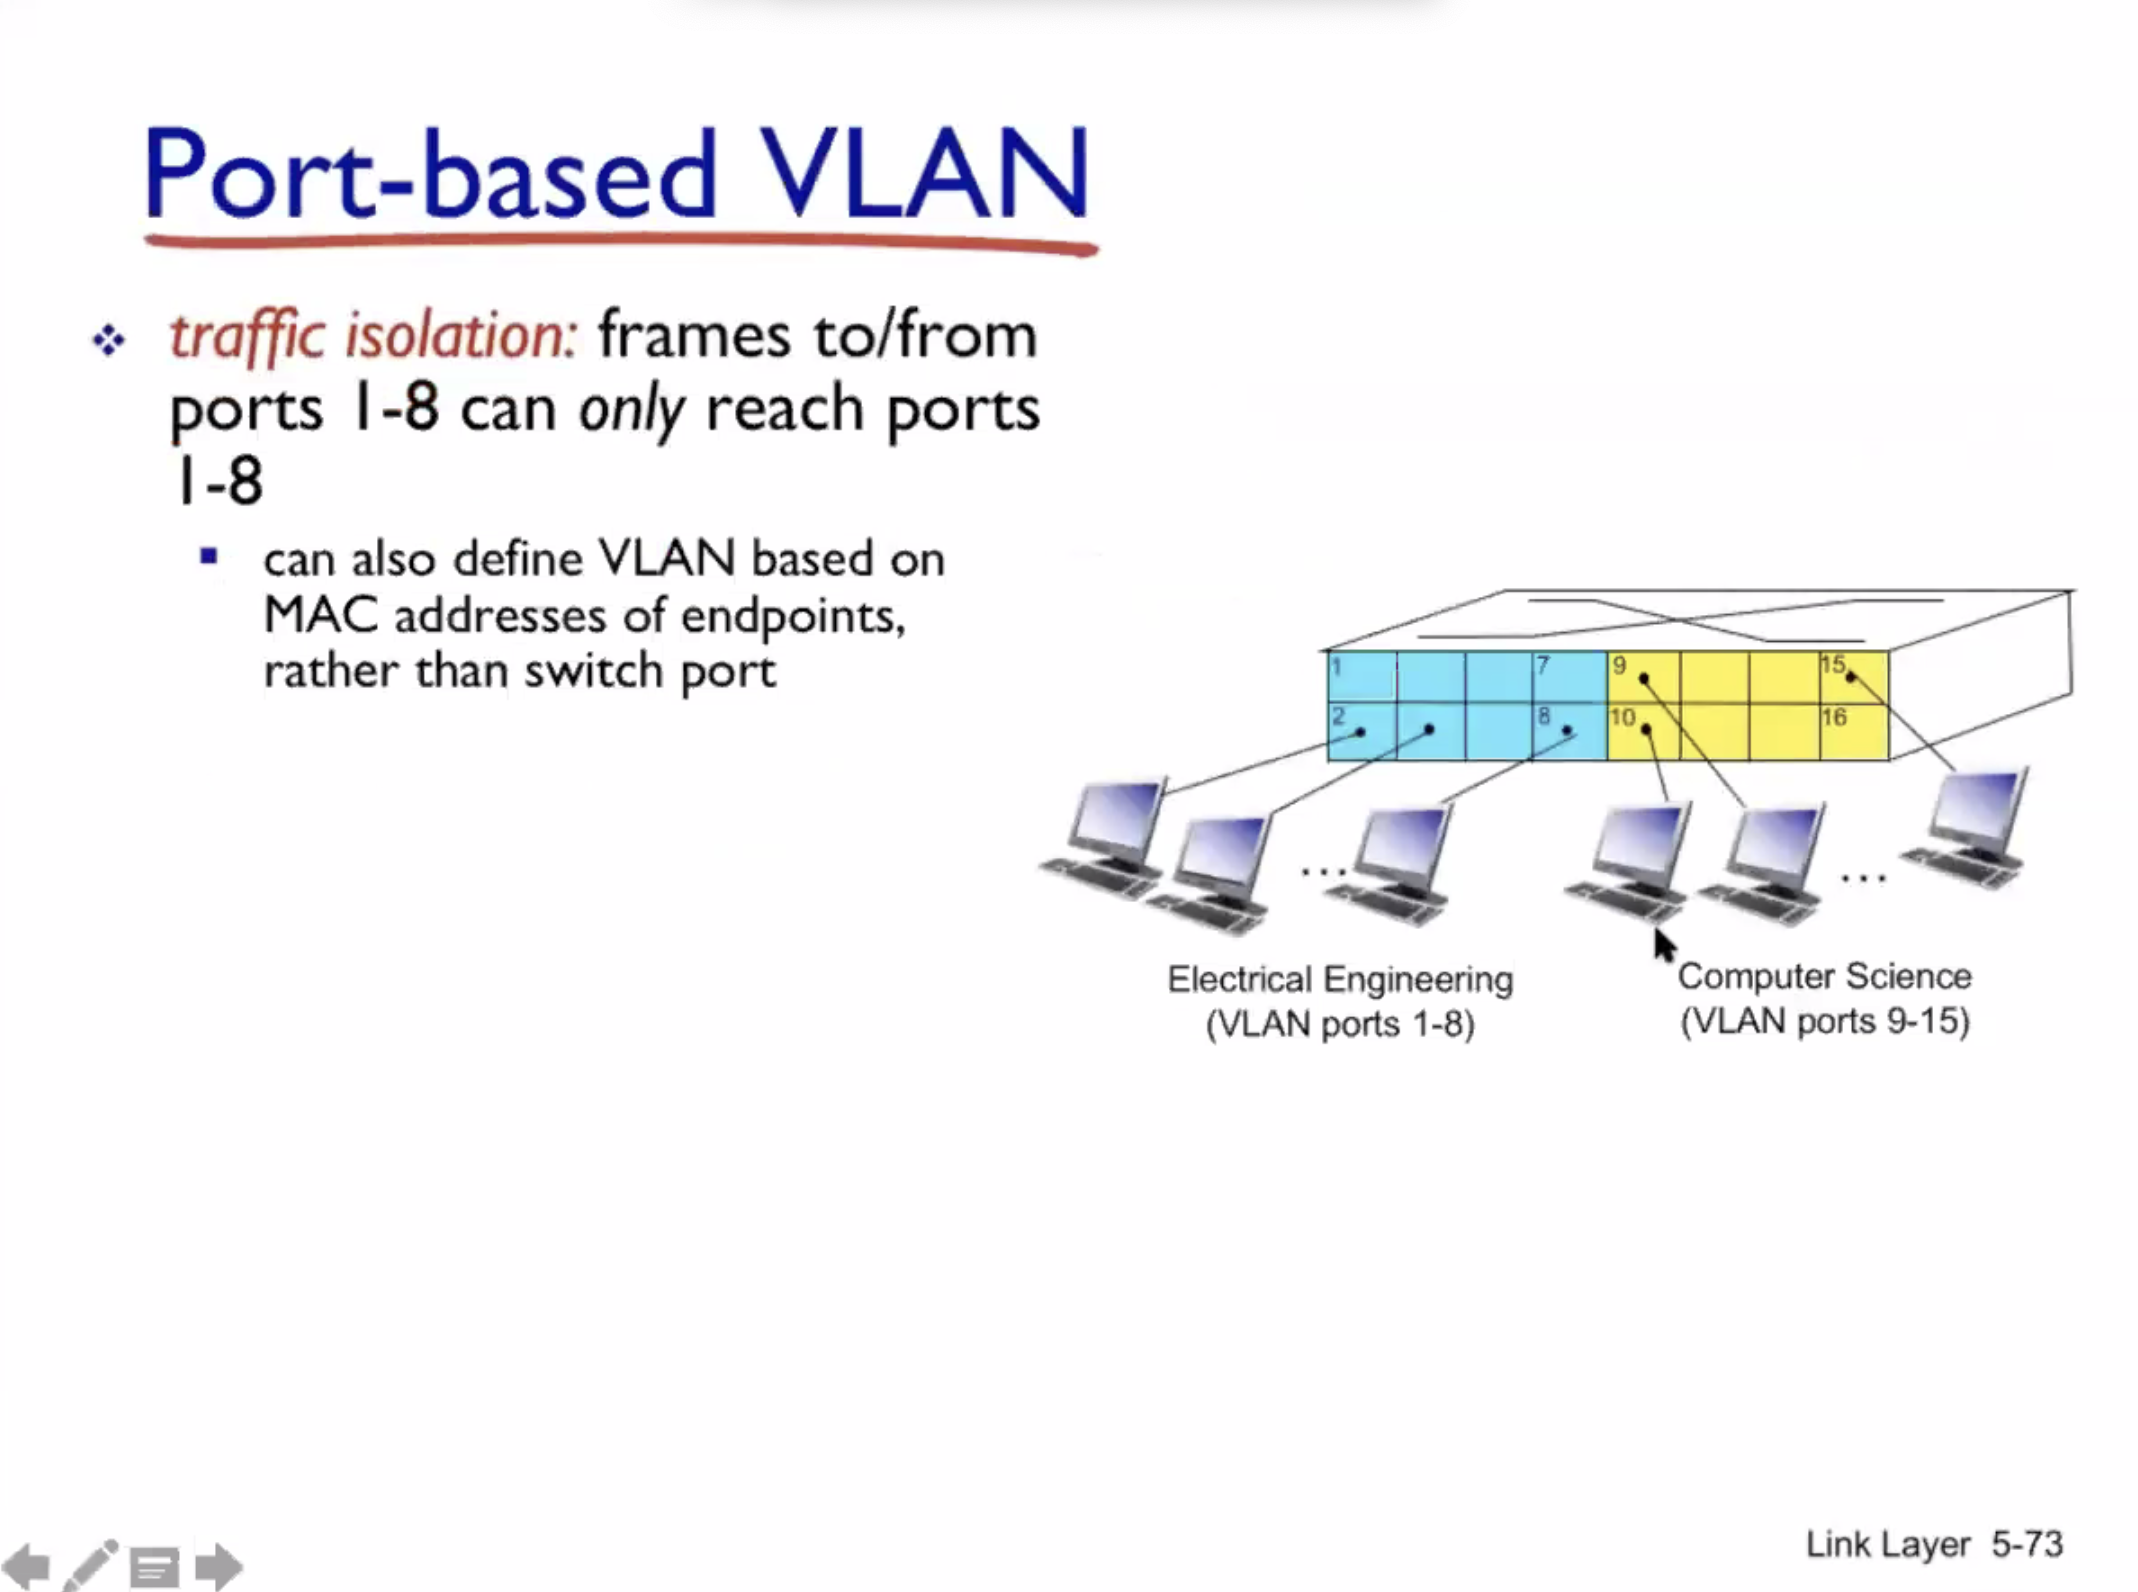 Port-based VLAN
traffic isolation: frames to/from
ports 1-8 can only reach ports
1-8
can also define VLAN based on
MAC addresses of endpoints,
rather than switch port
1 7 9 15
2 8 10 16
... ...
Electrical Engineering
(VLAN ports 1-8)
Computer Science
(VLAN ports 9-15)
Link Layer 5-73